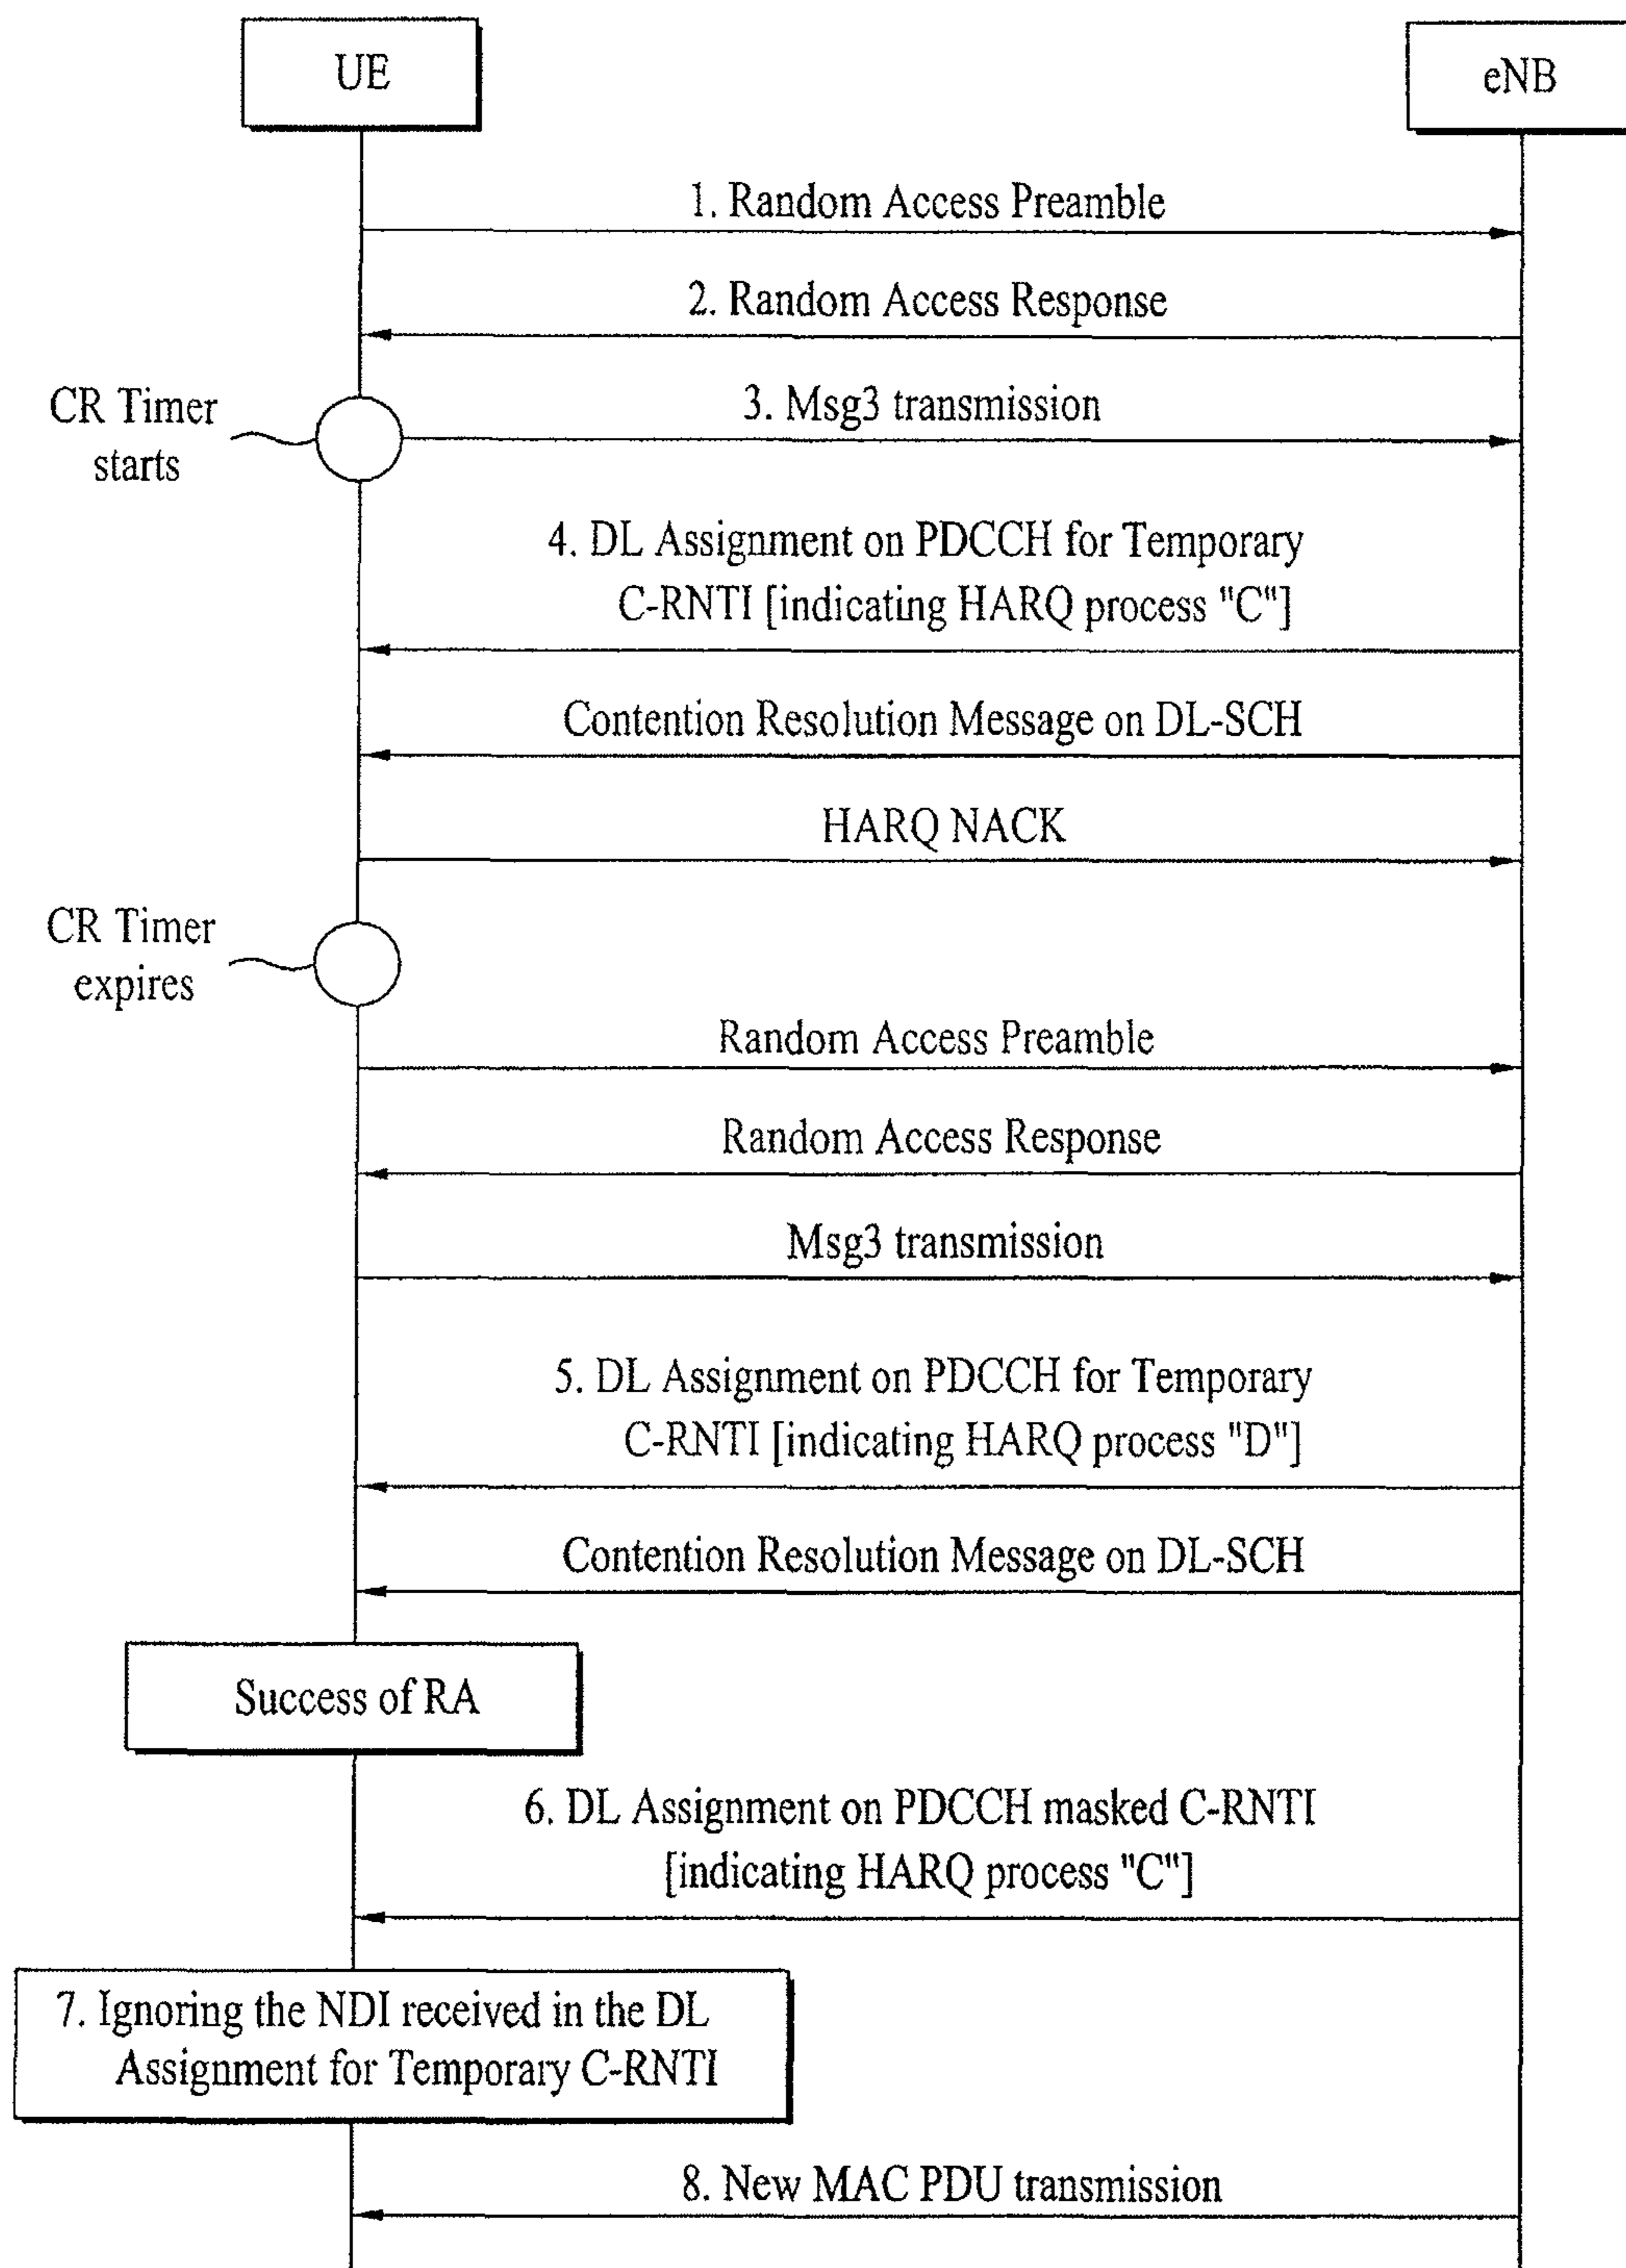 UE
eNB
1. Random Access Preamble
2. Random Access Response
CR Timer
starts
3. Msg3 transmission
4. DL Assignment on PDCCH for Temporary
C-RNTI [indicating HARQ process "C"]
Contention Resolution Message on DL-SCH
HARQ NACK
CR Timer
expires
Random Access Preamble
Random Access Response
Msg3 transmission
5. DL Assignment on PDCCH for Temporary
C-RNTI [indicating HARQ process "D"]
Contention Resolution Message on DL-SCH
Success of RA
6. DL Assignment on PDCCH masked C-RNTI
[indicating HARQ process "C"]
7. Ignoring the NDI received in the DL
Assignment for Temporary C-RNTI
8. New MAC PDU transmission